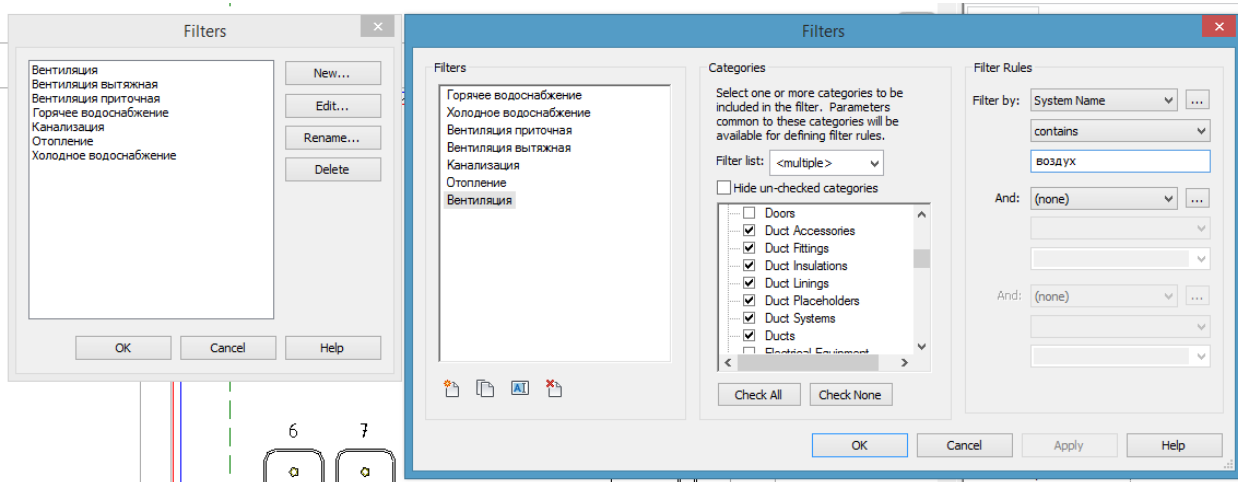 Filters
Вентиляция
Вентиляция вытяжная
Вентиляция приточная
Горячее водоснабжение
Канализация
Отопление
Холодное водоснабжение
New...
Edit...
Rename...
Delete
OK
Cancel
Help
6
7
Filters
Filters
Горячее водоснабжение
Холодное водоснабжение
Вентиляция приточная
Вентиляция вытяжная
Канализация
Отопление
Вентиляция
Categories
Select one or more categories to be
included in the filter. Parameters
common to these categories will be
available for defining filter rules.
Filter list: <multiple>
Hide un-checked categories
Doors
Duct Accessories
Duct Fittings
Duct Insulations
Duct Linings
Duct Placeholders
Duct Systems
Ducts
Electrical Equipment
Check All
Check None
Filter Rules
Filter by: System Name ...
contains
воздух
And: (none) ...
And: (none) ...
OK
Cancel
Apply
Help